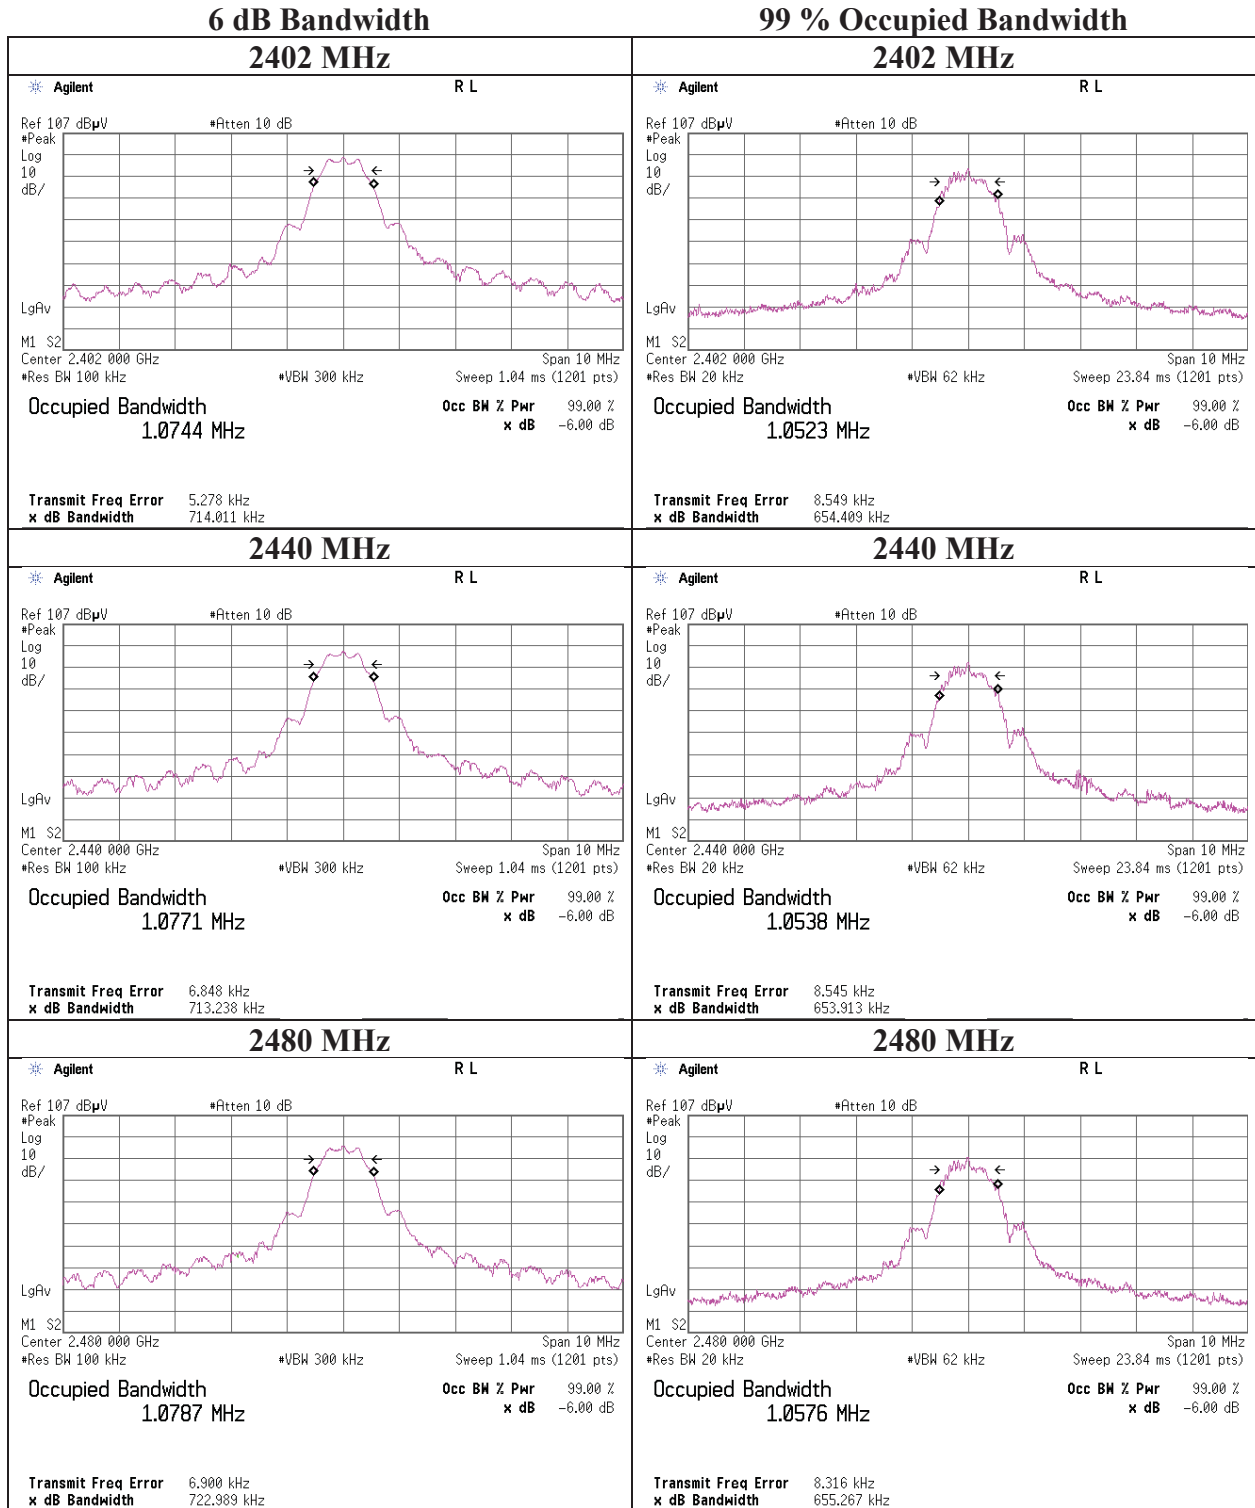 6 dB Bandwidth
99 % Occupied Bandwidth
2402 MHz
Agilent
R L
Ref 107 dBµV
#Atten 10 dB
#Peak
Log
10
dB/
LgAv
M1 S2
Center 2.402 000 GHz
Span 10 MHz
#Res BW 100 kHz
#VBW 300 kHz
Sweep 1.04 ms (1201 pts)
Occupied Bandwidth
1.0744 MHz
Occ BW % Pwr 99.00 %
x dB -6.00 dB
Transmit Freq Error 5.278 kHz
x dB Bandwidth 714.011 kHz
2402 MHz
Agilent
R L
Ref 107 dBµV
#Atten 10 dB
#Peak
Log
10
dB/
LgAv
M1 S2
Center 2.402 000 GHz
Span 10 MHz
#Res BW 20 kHz
#VBW 62 kHz
Sweep 23.84 ms (1201 pts)
Occupied Bandwidth
1.0523 MHz
Occ BW % Pwr 99.00 %
x dB -6.00 dB
Transmit Freq Error 8.549 kHz
x dB Bandwidth 654.409 kHz
2440 MHz
Agilent
R L
Ref 107 dBµV
#Atten 10 dB
#Peak
Log
10
dB/
LgAv
M1 S2
Center 2.440 000 GHz
Span 10 MHz
#Res BW 100 kHz
#VBW 300 kHz
Sweep 1.04 ms (1201 pts)
Occupied Bandwidth
1.0771 MHz
Occ BW % Pwr 99.00 %
x dB -6.00 dB
Transmit Freq Error 6.848 kHz
x dB Bandwidth 713.238 kHz
2440 MHz
Agilent
R L
Ref 107 dBµV
#Atten 10 dB
#Peak
Log
10
dB/
LgAv
M1 S2
Center 2.440 000 GHz
Span 10 MHz
#Res BW 20 kHz
#VBW 62 kHz
Sweep 23.84 ms (1201 pts)
Occupied Bandwidth
1.0538 MHz
Occ BW % Pwr 99.00 %
x dB -6.00 dB
Transmit Freq Error 8.545 kHz
x dB Bandwidth 653.913 kHz
2480 MHz
Agilent
R L
Ref 107 dBµV
#Atten 10 dB
#Peak
Log
10
dB/
LgAv
M1 S2
Center 2.480 000 GHz
Span 10 MHz
#Res BW 100 kHz
#VBW 300 kHz
Sweep 1.04 ms (1201 pts)
Occupied Bandwidth
1.0787 MHz
Occ BW % Pwr 99.00 %
x dB -6.00 dB
Transmit Freq Error 6.900 kHz
x dB Bandwidth 722.989 kHz
2480 MHz
Agilent
R L
Ref 107 dBµV
#Atten 10 dB
#Peak
Log
10
dB/
LgAv
M1 S2
Center 2.480 000 GHz
Span 10 MHz
#Res BW 20 kHz
#VBW 62 kHz
Sweep 23.84 ms (1201 pts)
Occupied Bandwidth
1.0576 MHz
Occ BW % Pwr 99.00 %
x dB -6.00 dB
Transmit Freq Error 8.316 kHz
x dB Bandwidth 655.267 kHz